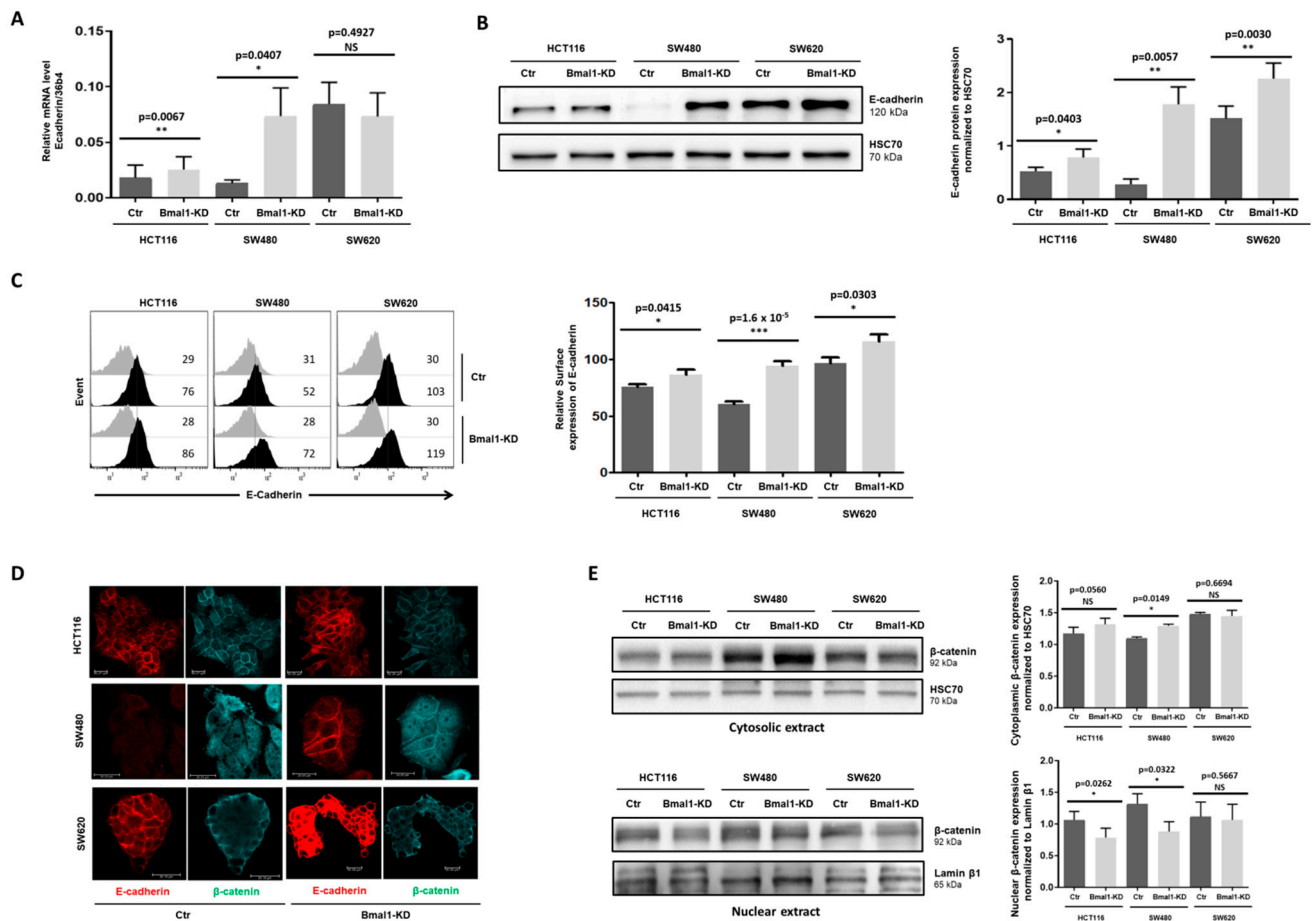 A
Relative mRNA level
Ecadherin/36b4
0.15
0.10
0.05
0.00
p=0.0067
**
p=0.0407
*
p=0.4927
NS
Ctr Bmal1-KD Ctr Bmal1-KD Ctr Bmal1-KD
HCT116 SW480 SW620
B
HCT116 SW480 SW620
Ctr Bmal1-KD Ctr Bmal1-KD Ctr Bmal1-KD
E-cadherin
120 kDa
HSC70
70 kDa
E-cadherin protein expression
normalized to HSC70
3
2
1
0
p=0.0403
*
p=0.0057
**
p=0.0030
**
Ctr Bmal1-KD Ctr Bmal1-KD Ctr Bmal1-KD
HCT116 SW480 SW620
C
HCT116 SW480 SW620
Event
29 31 30
76 52 103
Ctr
28 28 30
86 72 119
Bmal1-KD
E-Cadherin
Relative Surface
expression of E-cadherin
150
100
50
0
p=0.0415
*
p=1.6 x 10⁻⁵
***
p=0.0303
*
Ctr Bmal1-KD Ctr Bmal1-KD Ctr Bmal1-KD
HCT116 SW480 SW620
D
HCT116
SW480
SW620
E-cadherin β-catenin E-cadherin β-catenin
Ctr Bmal1-KD
E
HCT116 SW480 SW620
Ctr Bmal1-KD Ctr Bmal1-KD Ctr Bmal1-KD
β-catenin
92 kDa
HSC70
70 kDa
Cytosolic extract
Cytoplasmic β-catenin expression
normalized to HSC70
2.0
1.5
1.0
0.5
0.0
p=0.0560
NS
p=0.0149
*
p=0.6694
NS
Ctr Bmal1-KD Ctr Bmal1-KD Ctr Bmal1-KD
HCT116 SW480 SW620
HCT116 SW480 SW620
Ctr Bmal1-KD Ctr Bmal1-KD Ctr Bmal1-KD
β-catenin
92 kDa
Lamin β1
65 kDa
Nuclear extract
Nuclear β-catenin expression
normalized to Lamin β1
2.0
1.5
1.0
0.5
0.0
p=0.0262
*
p=0.0322
*
p=0.5667
NS
Ctr Bmal1-KD Ctr Bmal1-KD Ctr Bmal1-KD
HCT116 SW480 SW620